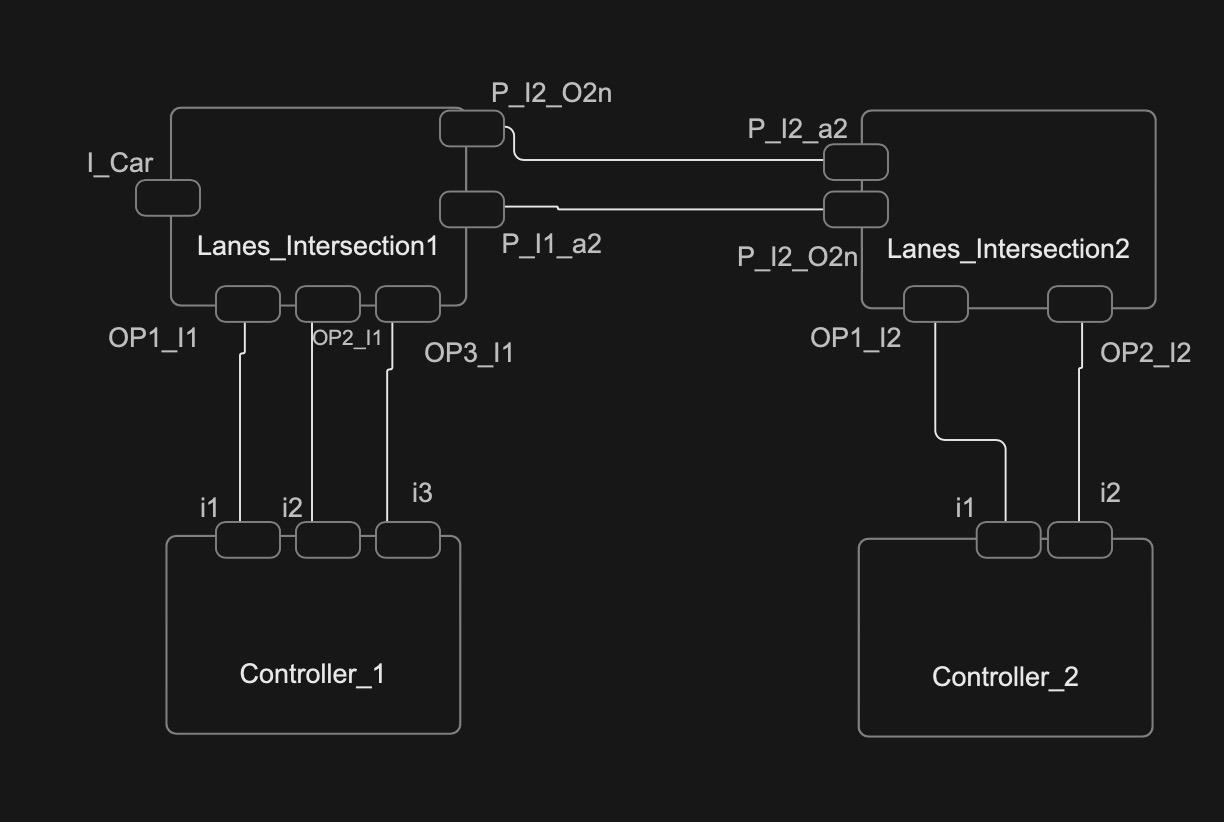 P_I2_O2n
P_I2_a2
I_Car
Lanes_Intersection1
P_I1_a2
P_I2_O2n
Lanes_Intersection2
OP1_I1
OP2_I1
OP3_I1
OP1_I2
OP2_I2
i1
i2
i3
i1
i2
Controller_1
Controller_2